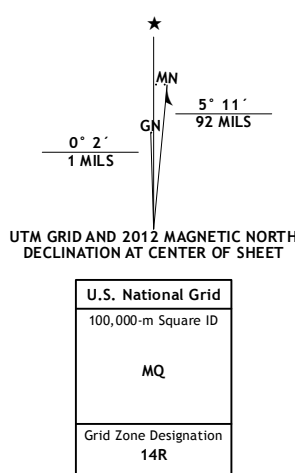 ★
MN
5° 11´
92 MILS
GN
0° 2´
1 MILS
UTM GRID AND 2012 MAGNETIC NORTH
DECLINATION AT CENTER OF SHEET
U.S. National Grid
100,000-m Square ID
MQ
Grid Zone Designation
14R